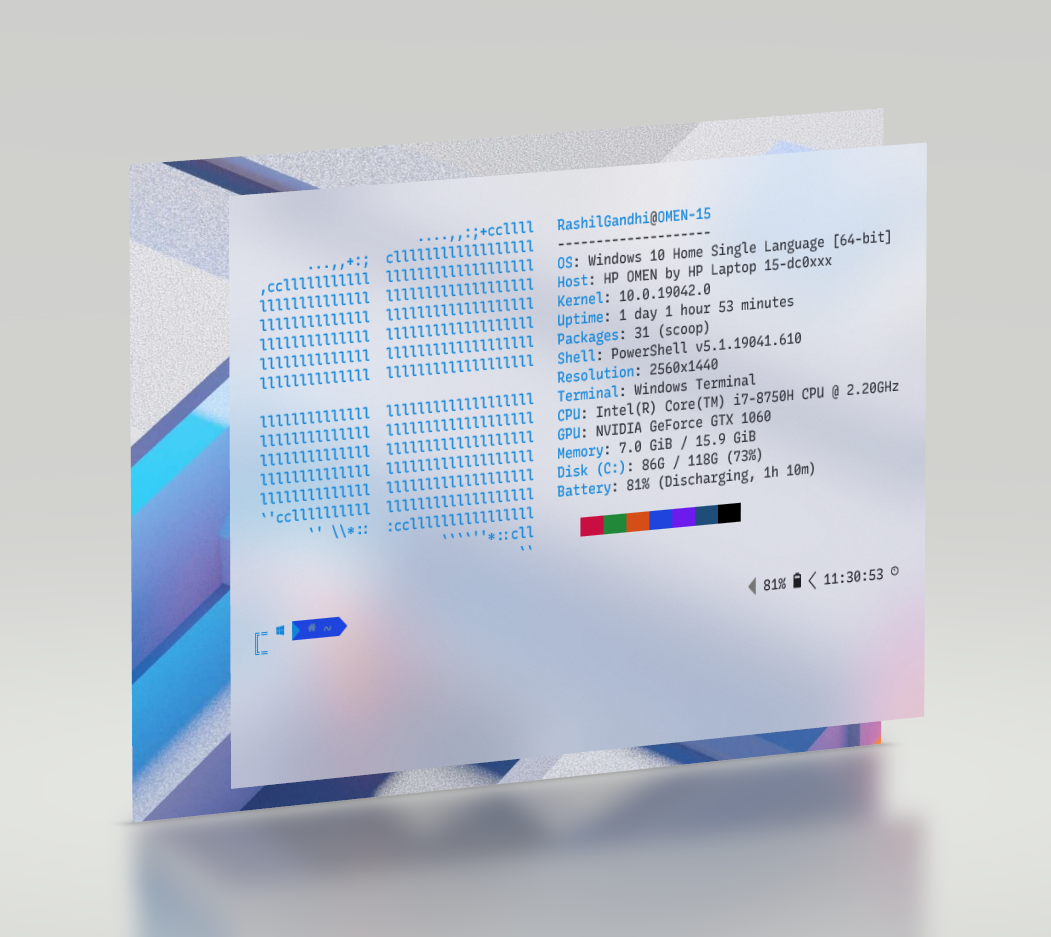 RashilGandhi@OMEN-15
-------------------
OS: Windows 10 Home Single Language [64-bit]
Host: HP OMEN by HP Laptop 15-dc0xxx
Kernel: 10.0.19042.0
Uptime: 1 day 1 hour 53 minutes
Packages: 31 (scoop)
Shell: PowerShell v5.1.19041.610
Resolution: 2560x1440
Terminal: Windows Terminal
CPU: Intel(R) Core(TM) i7-8750H CPU @ 2.20GHz
GPU: NVIDIA GeForce GTX 1060
Memory: 7.0 GiB / 15.9 GiB
Disk (C:): 86G / 118G (73%)
Battery: 81% (Discharging, 1h 10m)
81% 11:30:53
~